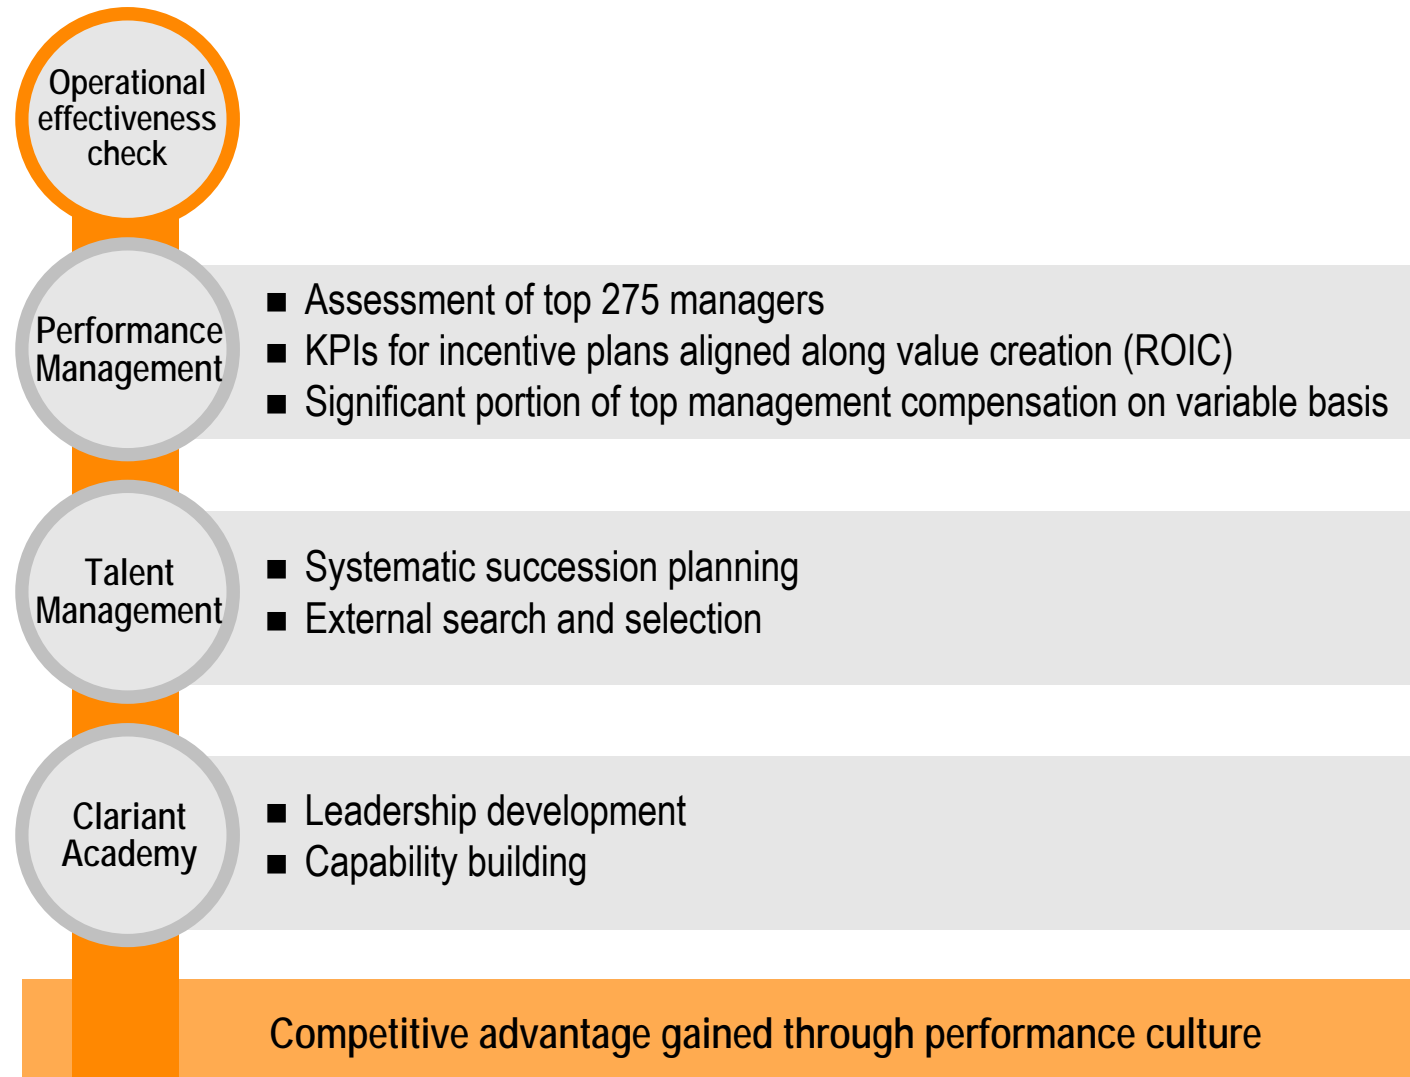 Operational
effectiveness
check
Performance
Management
■ Assessment of top 275 managers
■ KPIs for incentive plans aligned along value creation (ROIC)
■ Significant portion of top management compensation on variable basis
Talent
Management
■ Systematic succession planning
■ External search and selection
Clariant
Academy
■ Leadership development
■ Capability building
Competitive advantage gained through performance culture